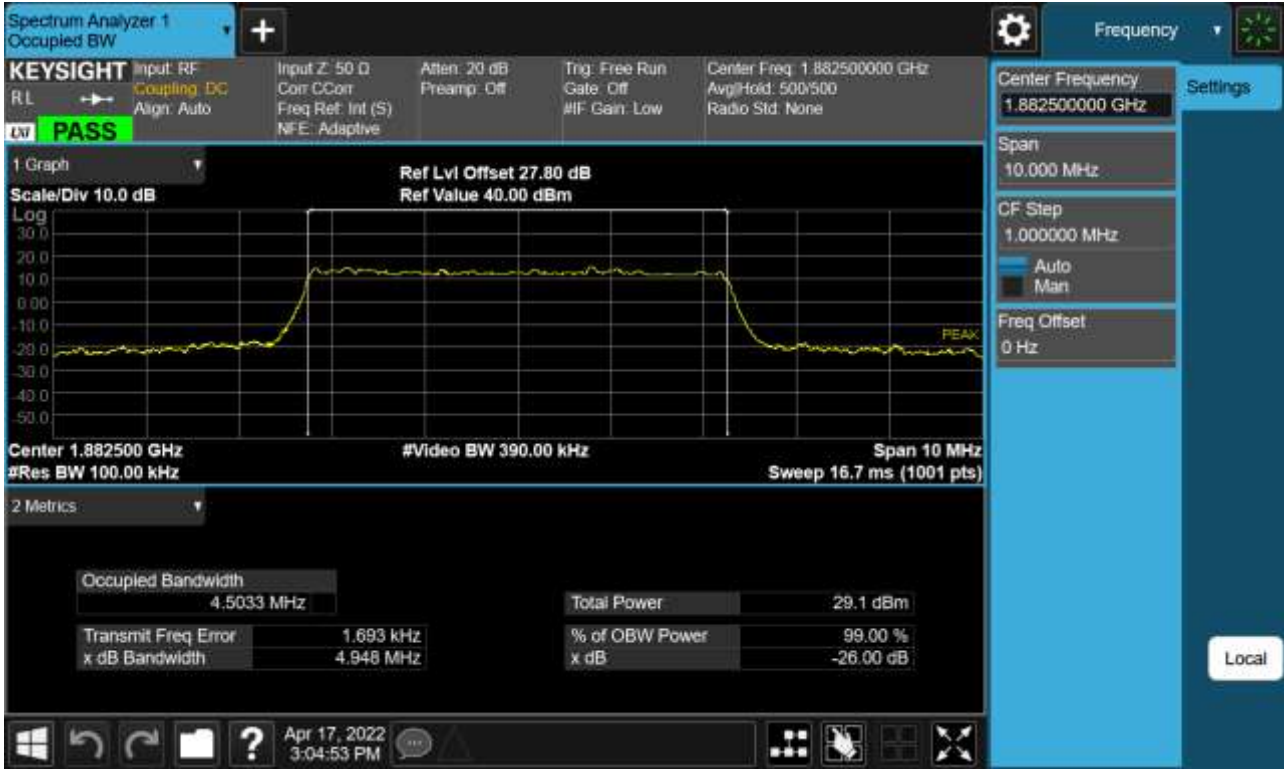 Spectrum Analyzer 1
Occupied BW
+
Frequency
KEYSIGHT
RL
LXI
PASS
Input: RF
Coupling: DC
Align: Auto
Input Z: 50 Ω
Corr CCorr
Freq Ref: Int (S)
NFE: Adaptive
Atten: 20 dB
Preamp: Off
Trig: Free Run
Gate: Off
#IF Gain: Low
Center Freq: 1.882500000 GHz
Avg|Hold: 500/500
Radio Std: None
1 Graph
Scale/Div 10.0 dB
Ref Lvl Offset 27.80 dB
Ref Value 40.00 dBm
Log
30.0
20.0
10.0
0.00
-10.0
-20.0
-30.0
-40.0
-50.0
PEAK
Center 1.882500 GHz
#Video BW 390.00 kHz
Span 10 MHz
#Res BW 100.00 kHz
Sweep 16.7 ms (1001 pts)
2 Metrics
Occupied Bandwidth
4.5033 MHz
Total Power 29.1 dBm
Transmit Freq Error 1.693 kHz
% of OBW Power 99.00 %
x dB Bandwidth 4.948 MHz
x dB -26.00 dB
Center Frequency
1.882500000 GHz
Settings
Span
10.000 MHz
CF Step
1.000000 MHz
Auto
Man
Freq Offset
0 Hz
Local
?
Apr 17, 2022
3:04:53 PM